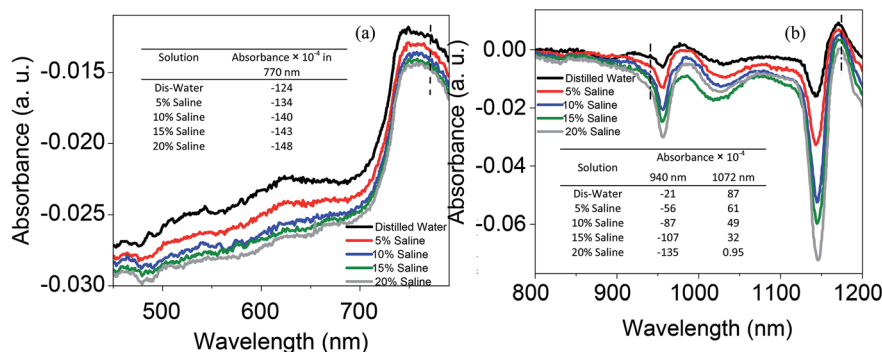 (a)
Solution Absorbance × 10⁻⁴ in
770 nm
Dis-Water -124
5% Saline -134
10% Saline -140
15% Saline -143
20% Saline -148
Absorbance (a. u.)
-0.015
-0.020
-0.025
-0.030
Distilled Water
5% Saline
10% Saline
15% Saline
20% Saline
500 600 700
Wavelength (nm)
(b)
Absorbance (a. u.)
0.00
-0.02
-0.04
-0.06
Distilled Water
5% Saline
10% Saline
15% Saline
20% Saline
Solution Absorbance × 10⁻⁴
940 nm 1072 nm
Dis-Water -21 87
5% Saline -56 61
10% Saline -87 49
15% Saline -107 32
20% Saline -135 0.95
800 900 1000 1100 1200
Wavelength (nm)